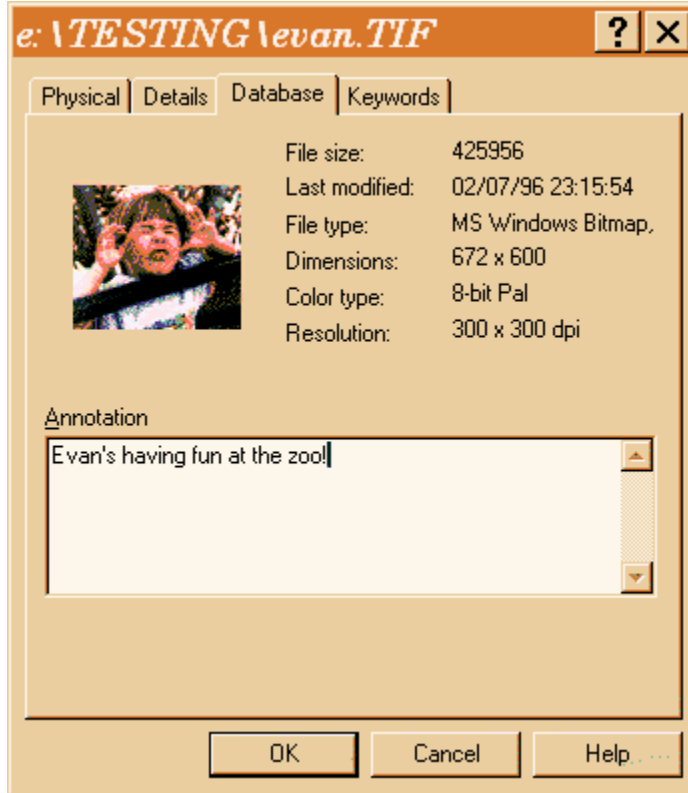 e:\TESTING\evan.TIF
Physical Details Database Keywords
File size: 425956
Last modified: 02/07/96 23:15:54
File type: MS Windows Bitmap,
Dimensions: 672 x 600
Color type: 8-bit Pal
Resolution: 300 x 300 dpi
Annotation
Evan's having fun at the zoo!
OK Cancel Help